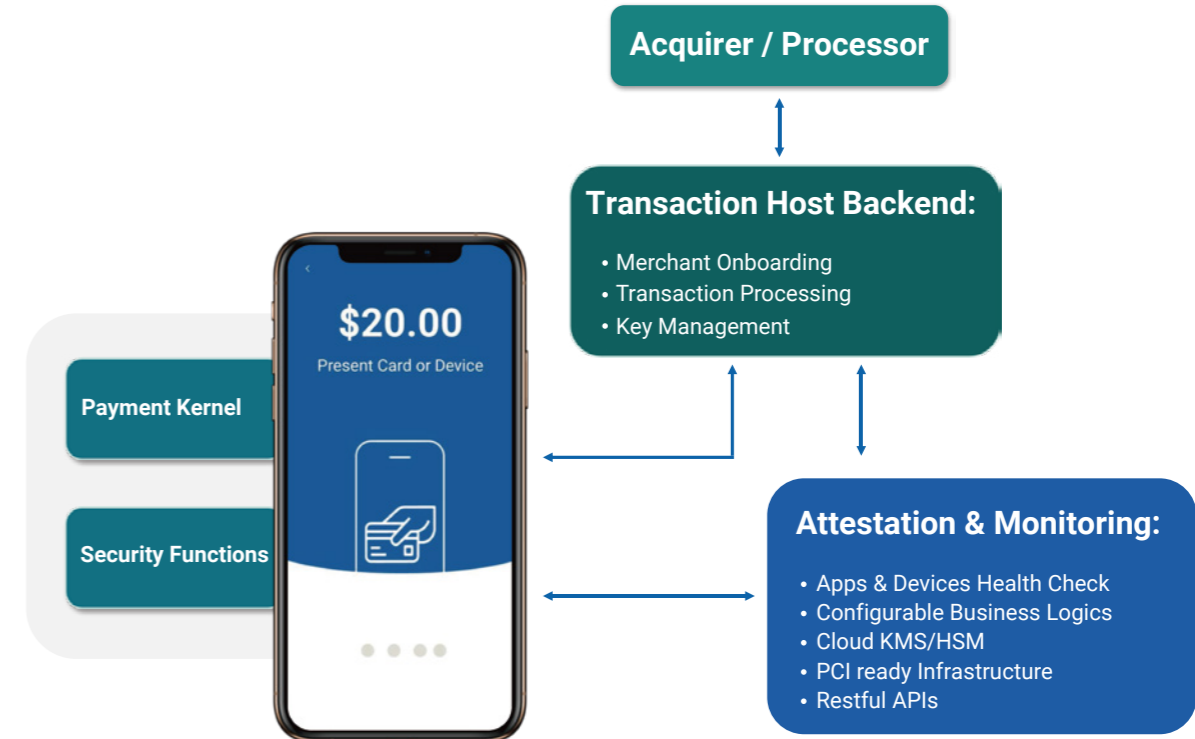 Acquirer / Processor
Transaction Host Backend:
• Merchant Onboarding
• Transaction Processing
• Key Management
$20.00
Present Card or Device
Payment Kernel
Security Functions
Attestation & Monitoring:
• Apps & Devices Health Check
• Configurable Business Logics
• Cloud KMS/HSM
• PCI ready Infrastructure
• Restful APIs